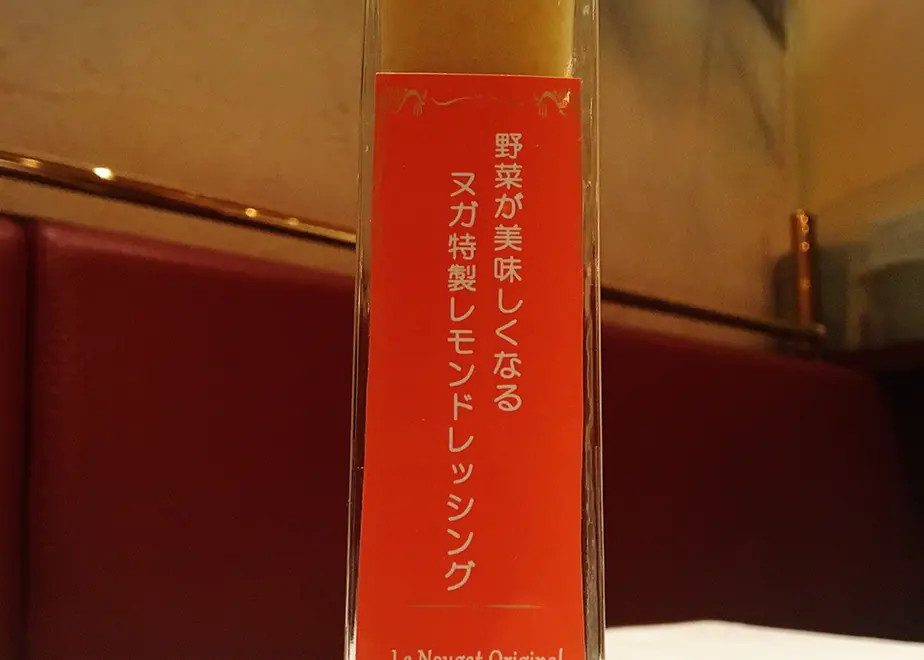 野菜が美味しくなる
ヌガ特製レモンドレッシング
Le Nougat Original